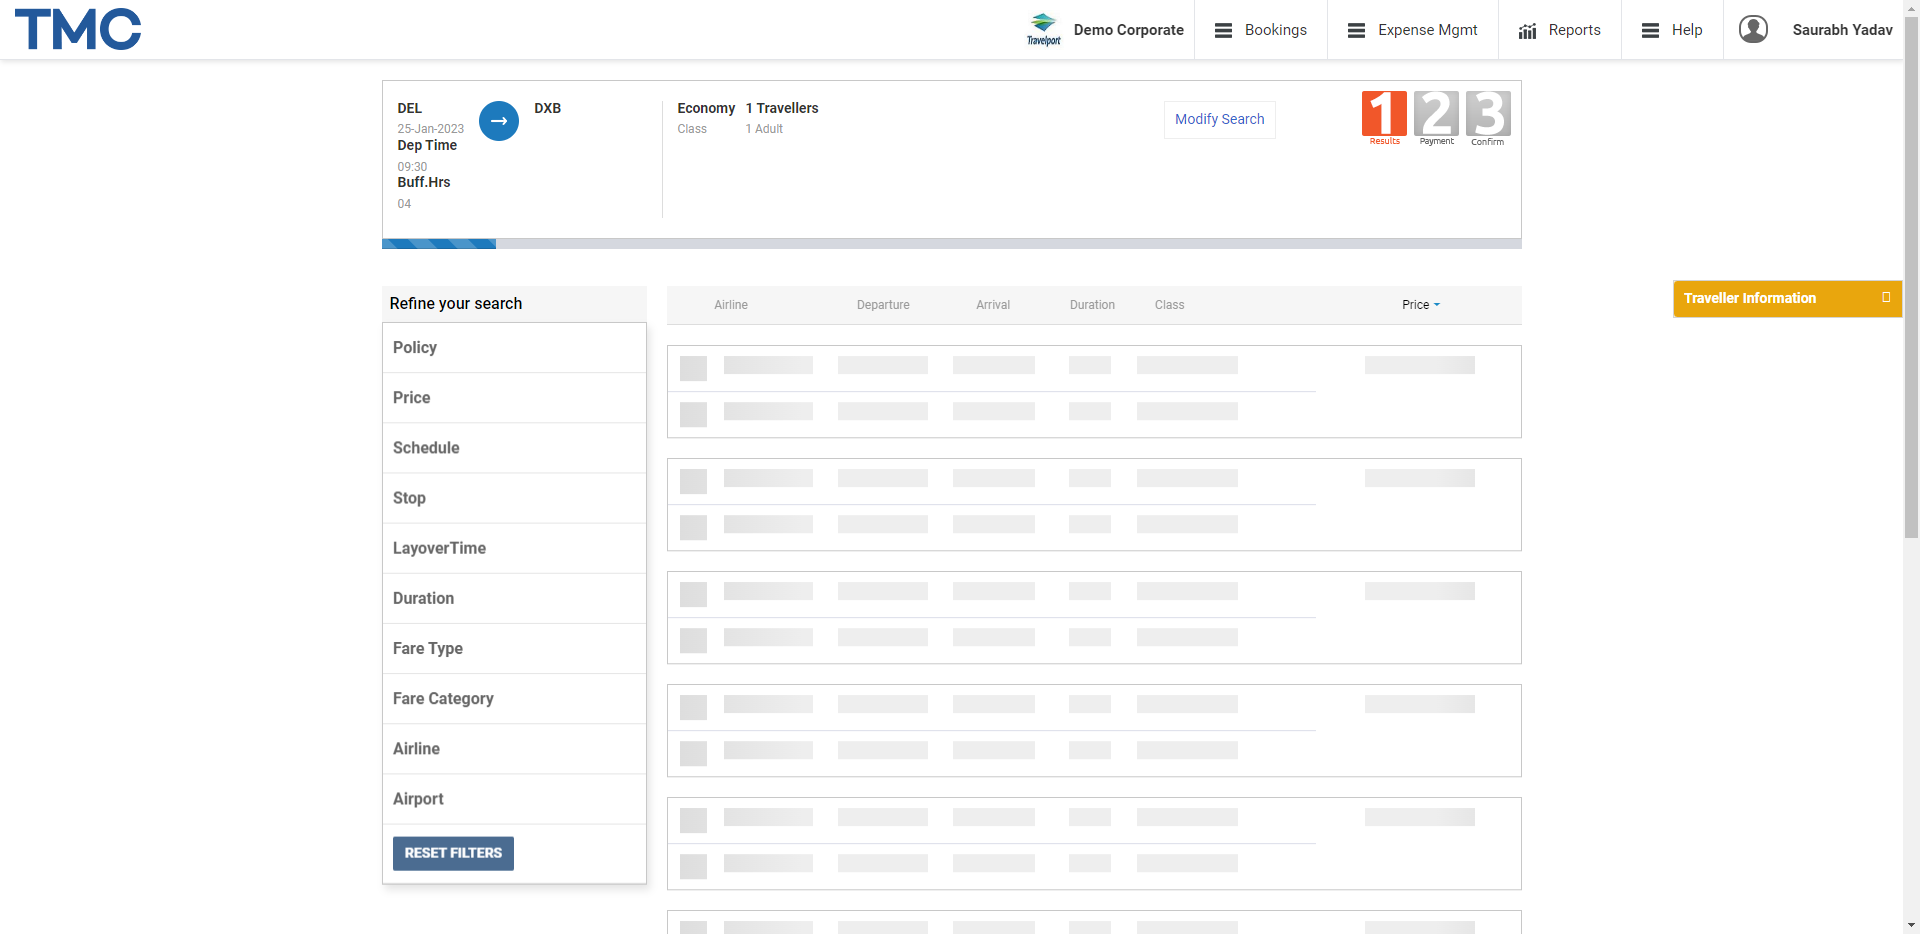 TMC
Travelport
Demo Corporate
Bookings
Expense Mgmt
Reports
Help
Saurabh Yadav
DEL
25-Jan-2023
Dep Time
09:30
Buff.Hrs
04
DXB
Economy
Class
1 Travellers
1 Adult
Modify Search
1
Results
2
Payment
3
Confirm
Refine your search
Policy
Price
Schedule
Stop
LayoverTime
Duration
Fare Type
Fare Category
Airline
Airport
RESET FILTERS
Airline
Departure
Arrival
Duration
Class
Price
Traveller Information